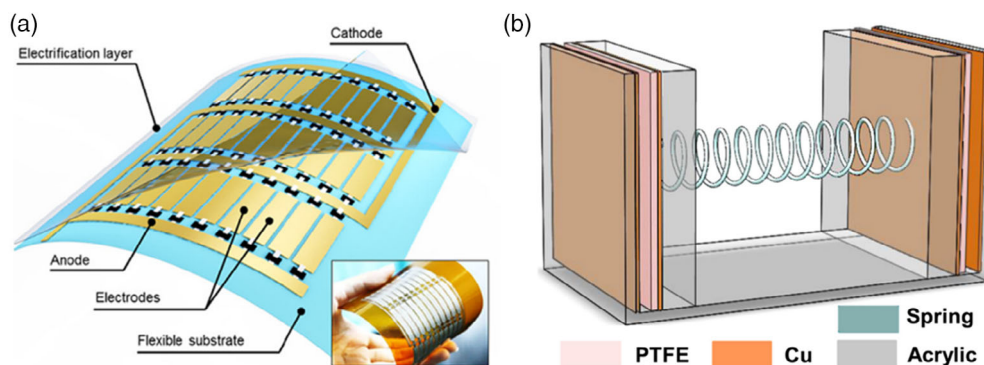 (a)
Cathode
Electrification layer
Anode
Electrodes
Flexible substrate
(b)
Spring
PTFE
Cu
Acrylic